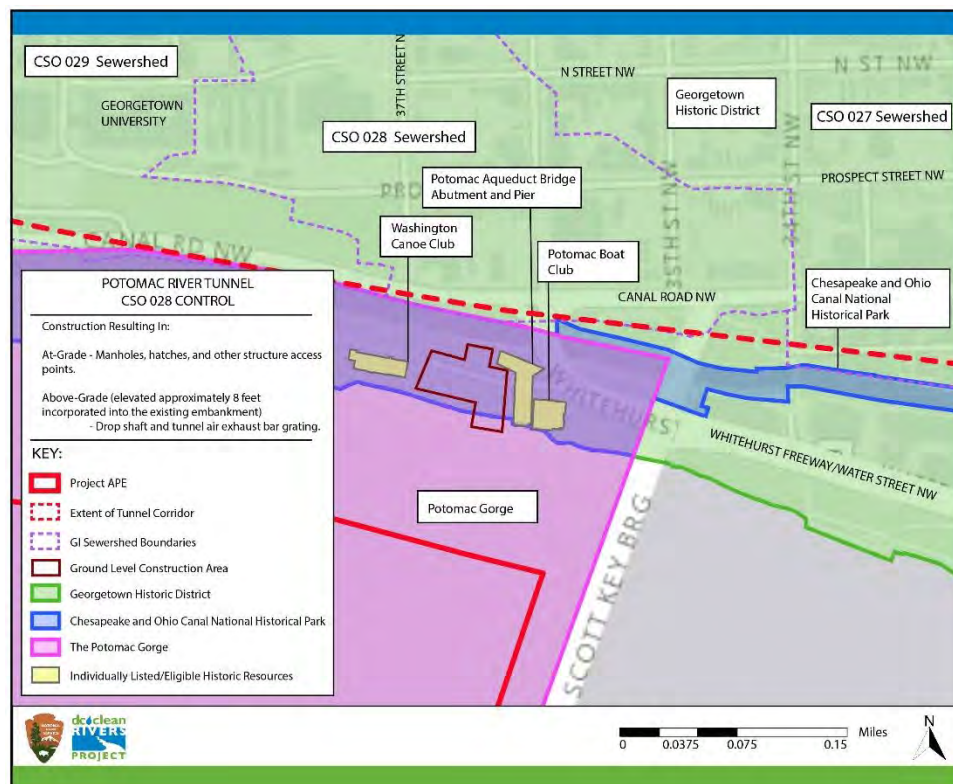 CSO 029 Sewershed
GEORGETOWN
UNIVERSITY
37TH STREET N
N STREET NW
N ST NW
CSO 028 Sewershed
Georgetown
Historic District
CSO 027 Sewershed
Potomac Aqueduct Bridge
Abutment and Pier
PRO
35TH ST NW
34TH ST NW
PROSPECT STREET NW
Washington
Canoe Club
Potomac Boat
Club
CANAL RD NW
CANAL ROAD NW
Chesapeake and Ohio
Canal National
Historical Park
WHITEHURST
WHITEHURST FREEWAY/WATER STREET NW
Potomac Gorge
SCOTT KEY BRG
POTOMAC RIVER TUNNEL
CSO 028 CONTROL
Construction Resulting In:
At-Grade - Manholes, hatches, and other structure access
points.
Above-Grade (elevated approximately 8 feet
incorporated into the existing embankment)
- Drop shaft and tunnel air exhaust bar grating.
KEY:
Project APE
Extent of Tunnel Corridor
GI Sewershed Boundaries
Ground Level Construction Area
Georgetown Historic District
Chesapeake and Ohio Canal National Historical Park
The Potomac Gorge
Individually Listed/Eligible Historic Resources
dc clean
RIVERS
PROJECT
Miles
0 0.0375 0.075 0.15
N